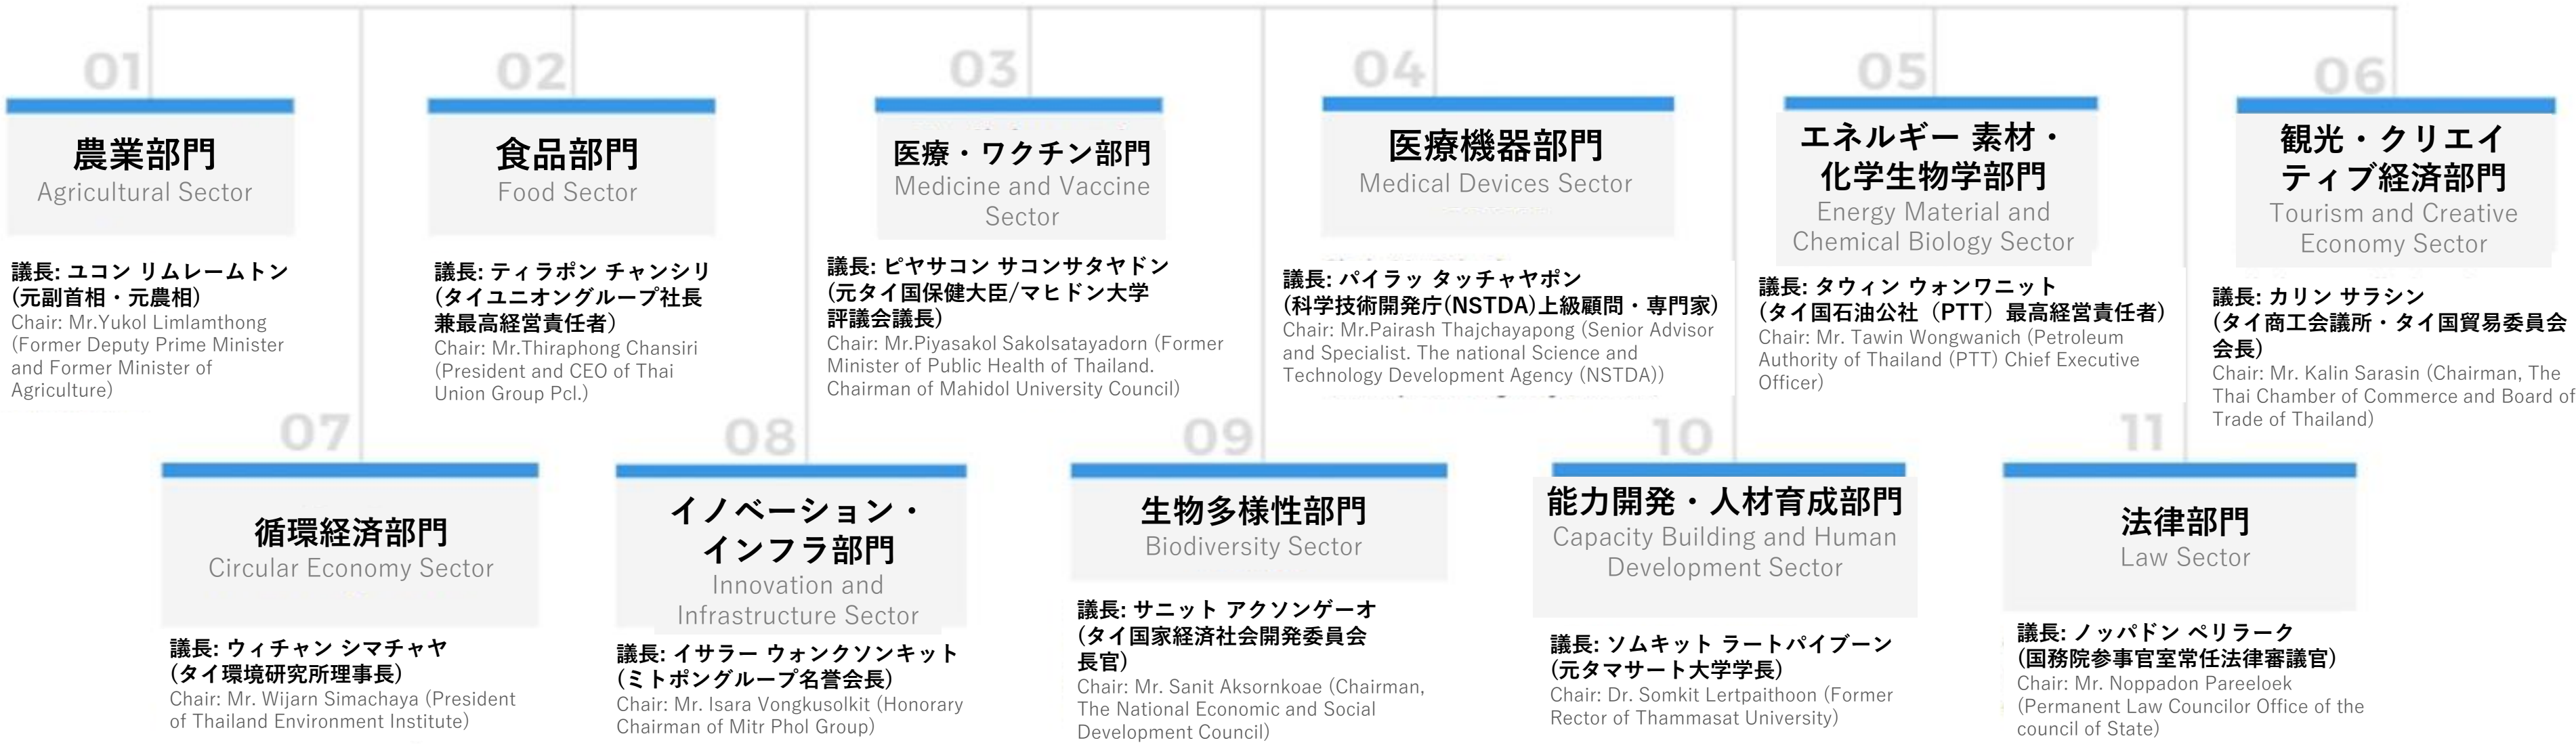 01
農業部門
Agricultural Sector
議長: ユコン リムレームトン
(元副首相・元農相)
Chair: Mr.Yukol Limlamthong
(Former Deputy Prime Minister
and Former Minister of
Agriculture)
02
食品部門
Food Sector
議長: ティラポン チャンシリ
(タイユニオングループ社長
兼最高経営責任者)
Chair: Mr.Thiraphong Chansiri
(President and CEO of Thai
Union Group Pcl.)
03
医療・ワクチン部門
Medicine and Vaccine
Sector
議長: ピヤサコン サコンサタヤドン
(元タイ国保健大臣/マヒドン大学
評議会議長)
Chair: Mr.Piyasakol Sakolsatayadorn (Former
Minister of Public Health of Thailand.
Chairman of Mahidol University Council)
04
医療機器部門
Medical Devices Sector
議長: パイラッ タッチャヤポン
(科学技術開発庁(NSTDA)上級顧問・専門家)
Chair: Mr.Pairash Thajchayapong (Senior Advisor
and Specialist. The national Science and
Technology Development Agency (NSTDA))
05
エネルギー 素材・
化学生物学部門
Energy Material and
Chemical Biology Sector
議長: タウィン ウォンワニット
(タイ国石油公社（PTT）最高経営責任者)
Chair: Mr. Tawin Wongwanich (Petroleum
Authority of Thailand (PTT) Chief Executive
Officer)
06
観光・クリエイ
ティブ経済部門
Tourism and Creative
Economy Sector
議長: カリン サラシン
(タイ商工会議所・タイ国貿易委員会
会長)
Chair: Mr. Kalin Sarasin (Chairman, The
Thai Chamber of Commerce and Board of
Trade of Thailand)
07
循環経済部門
Circular Economy Sector
議長: ウィチャン シマチャヤ
(タイ環境研究所理事長)
Chair: Mr. Wijarn Simachaya (President
of Thailand Environment Institute)
08
イノベーション・
インフラ部門
Innovation and
Infrastructure Sector
議長: イサラー ウォンクソンキット
(ミトポングループ名誉会長)
Chair: Mr. Isara Vongkusolkit (Honorary
Chairman of Mitr Phol Group)
09
生物多様性部門
Biodiversity Sector
議長: サニット アクソンゲーオ
(タイ国家経済社会開発委員会
長官)
Chair: Mr. Sanit Aksornkoae (Chairman,
The National Economic and Social
Development Council)
10
能力開発・人材育成部門
Capacity Building and Human
Development Sector
議長: ソムキット ラートパイブーン
(元タマサート大学学長)
Chair: Dr. Somkit Lertpaithoon (Former
Rector of Thammasat University)
11
法律部門
Law Sector
議長: ノッパドン ペリラーク
(国務院参事官室常任法律審議官)
Chair: Mr. Noppadon Pareeloek
(Permanent Law Councilor Office of the
council of State)